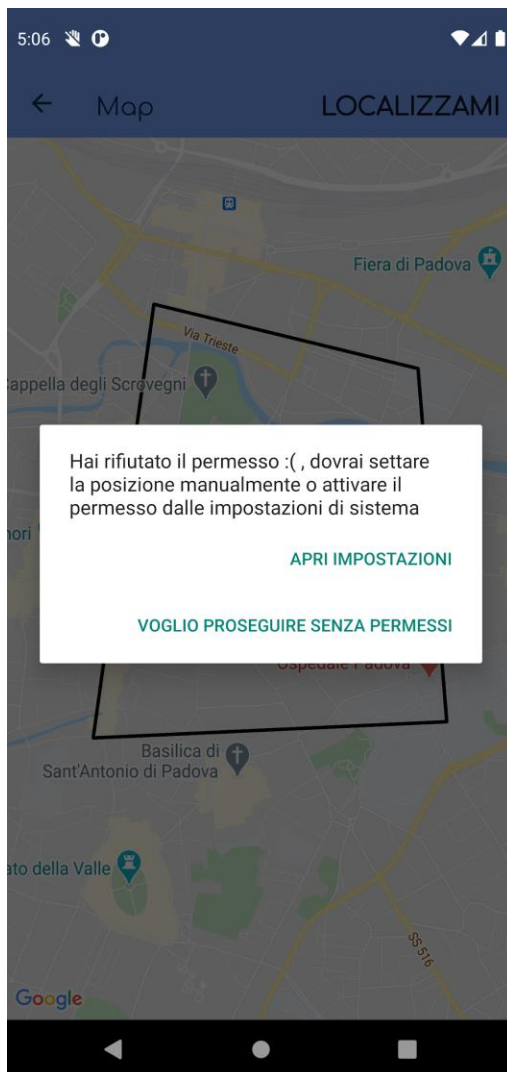 5:06
Map
LOCALIZZAMI
Fiera di Padova
Via Trieste
appella degli Scrovegni
Hai rifiutato il permesso :( , dovrai settare
la posizione manualmente o attivare il
permesso dalle impostazioni di sistema
nori
APRI IMPOSTAZIONI
VOGLIO PROSEGUIRE SENZA PERMESSI
Ospedale Padova
Basilica di
Sant'Antonio di Padova
ato della Valle
SS 516
Google